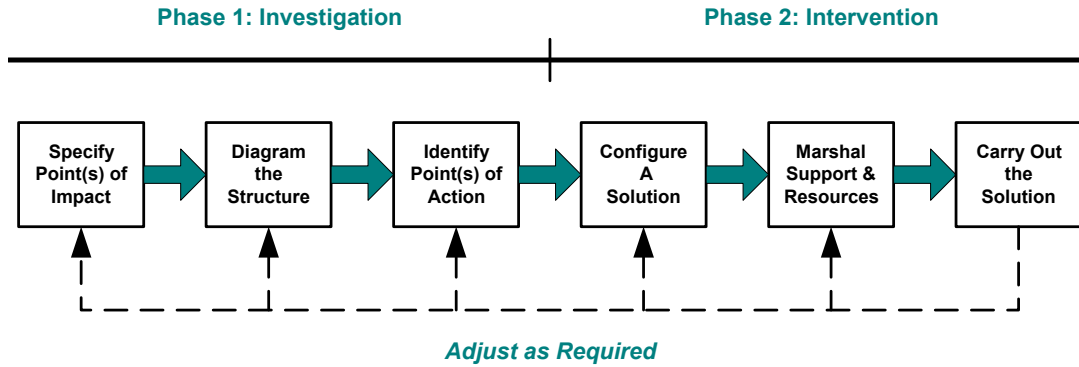 Phase 1: Investigation
Phase 2: Intervention
Specify
Point(s) of
Impact
Diagram
the
Structure
Identify
Point(s) of
Action
Configure
A
Solution
Marshal
Support &
Resources
Carry Out
the
Solution
Adjust as Required